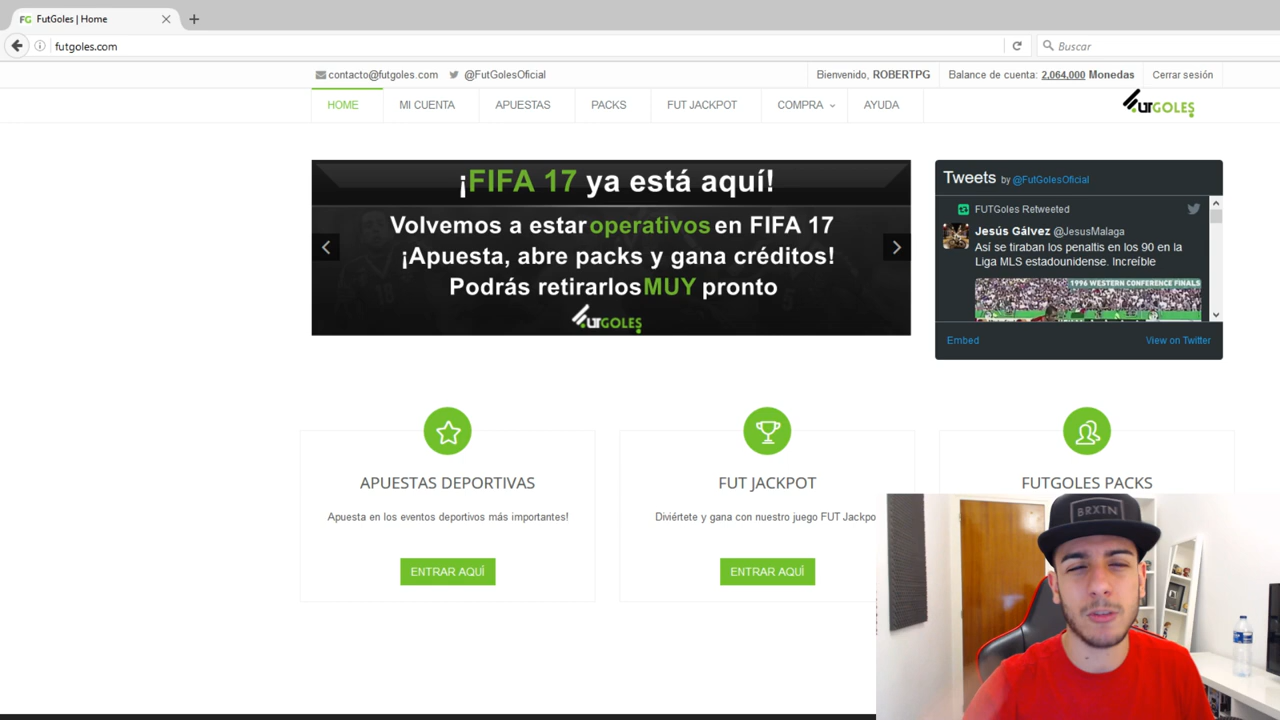 FutGoles | Home
futgoles.com
Buscar
contacto@futgoles.com @FutGolesOficial
Bienvenido, ROBERTPG
Balance de cuenta: 2,064,000 Monedas
Cerrar sesión
HOME
MI CUENTA
APUESTAS
PACKS
FUT JACKPOT
COMPRA
AYUDA
FUTGOLES
¡FIFA 17 ya está aquí!
Volvemos a estar operativos en FIFA 17
¡Apuesta, abre packs y gana créditos!
Podrás retirarlos MUY pronto
FUTGOLES
Tweets by @FutGolesOficial
FUTGoles Retweeted
Jesús Gálvez @JesusMalaga
Así se tiraban los penaltis en los 90 en la
Liga MLS estadounidense. Increíble
1996 WESTERN CONFERENCE FINALS
Embed
View on Twitter
APUESTAS DEPORTIVAS
Apuesta en los eventos deportivos más importantes!
ENTRAR AQUÍ
FUT JACKPOT
Diviértete y gana con nuestro juego FUT Jackpo
ENTRAR AQUÍ
FUTGOLES PACKS
BRXTN